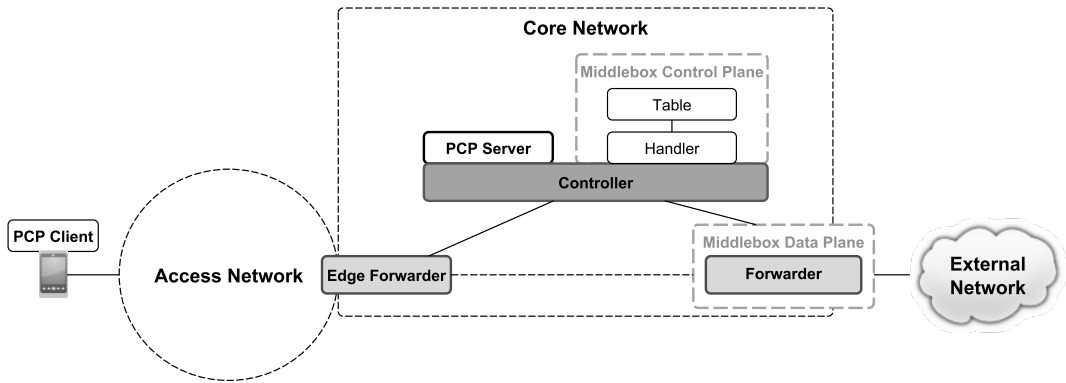 Core Network
Middlebox Control Plane
Table
PCP Server
Handler
Controller
PCP Client
Access Network
Edge Forwarder
Middlebox Data Plane
Forwarder
External
Network